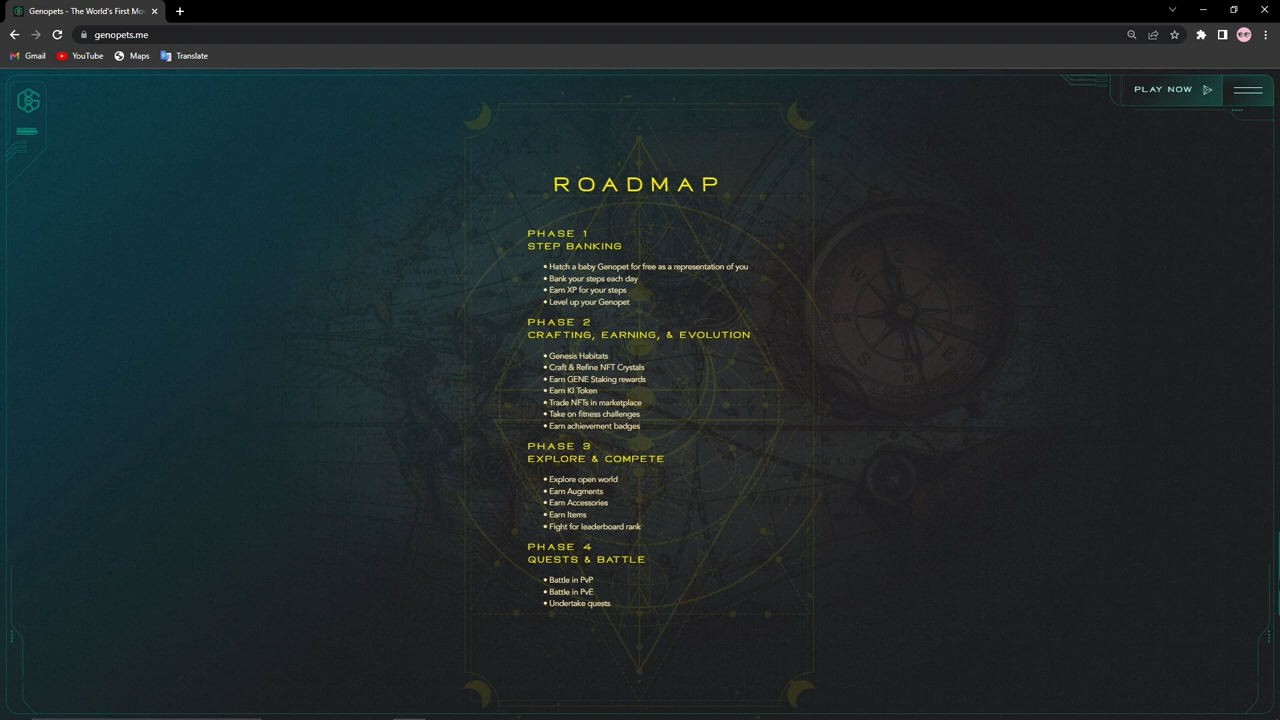 Genopets - The World's First Mo
genopets.me
Gmail
YouTube
Maps
Translate
PLAY NOW
ROADMAP
PHASE 1
STEP BANKING
• Hatch a baby Genopet for free as a representation of you
• Bank your steps each day
• Earn XP for your steps
• Level up your Genopet
PHASE 2
CRAFTING, EARNING, & EVOLUTION
• Genesis Habitats
• Craft & Refine NFT Crystals
• Earn GENE Staking rewards
• Earn KI Token
• Trade NFTs in marketplace
• Take on fitness challenges
• Earn achievement badges
PHASE 3
EXPLORE & COMPETE
• Explore open world
• Earn Augments
• Earn Accessories
• Earn Items
• Fight for leaderboard rank
PHASE 4
QUESTS & BATTLE
• Battle in PvP
• Battle in PvE
• Undertake quests